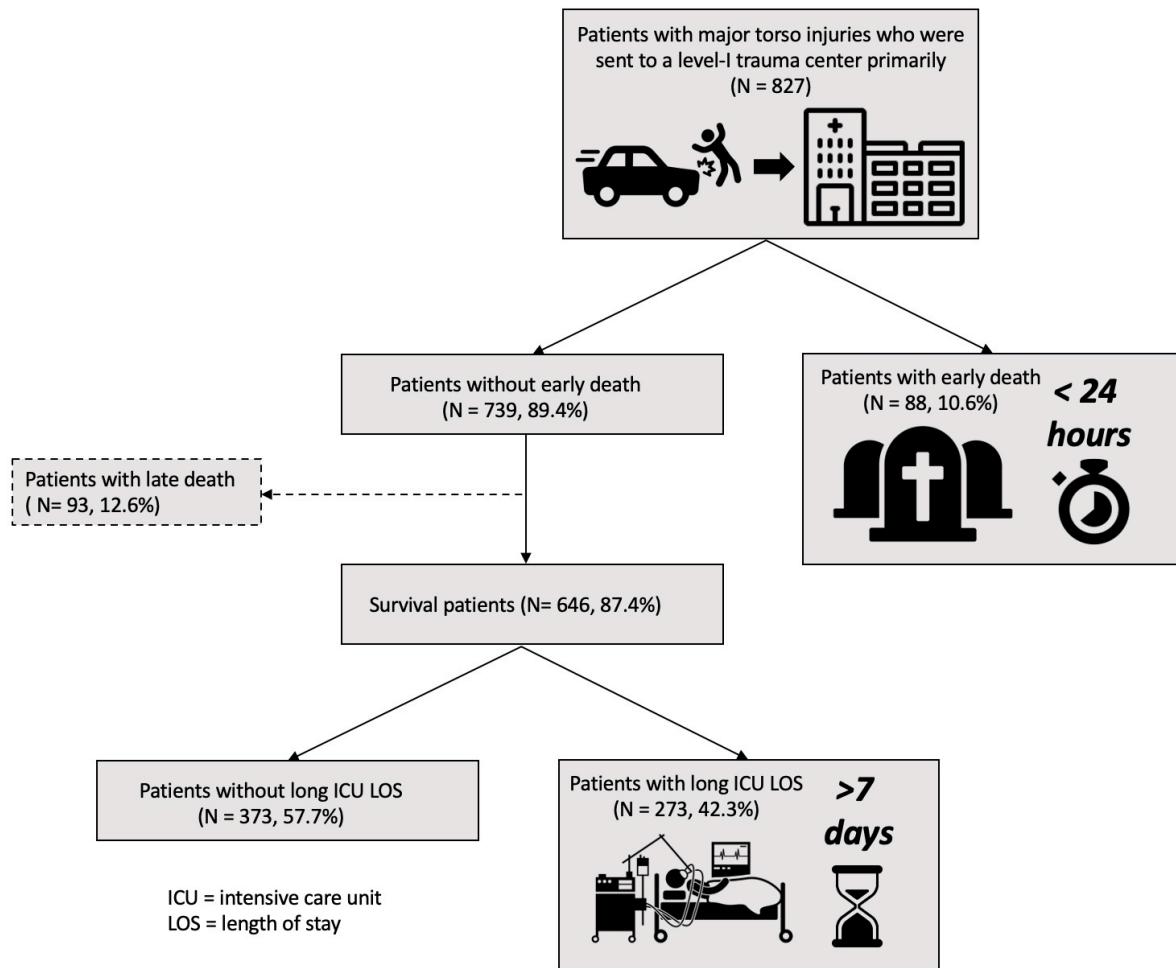 Patients with major torso injuries who were
sent to a level-I trauma center primarily
(N = 827)
Patients without early death
(N = 739, 89.4%)
Patients with early death
(N = 88, 10.6%)
< 24
hours
Patients with late death
( N= 93, 12.6%)
Survival patients (N= 646, 87.4%)
Patients without long ICU LOS
(N = 373, 57.7%)
Patients with long ICU LOS
(N = 273, 42.3%)
>7
days
ICU = intensive care unit
LOS = length of stay